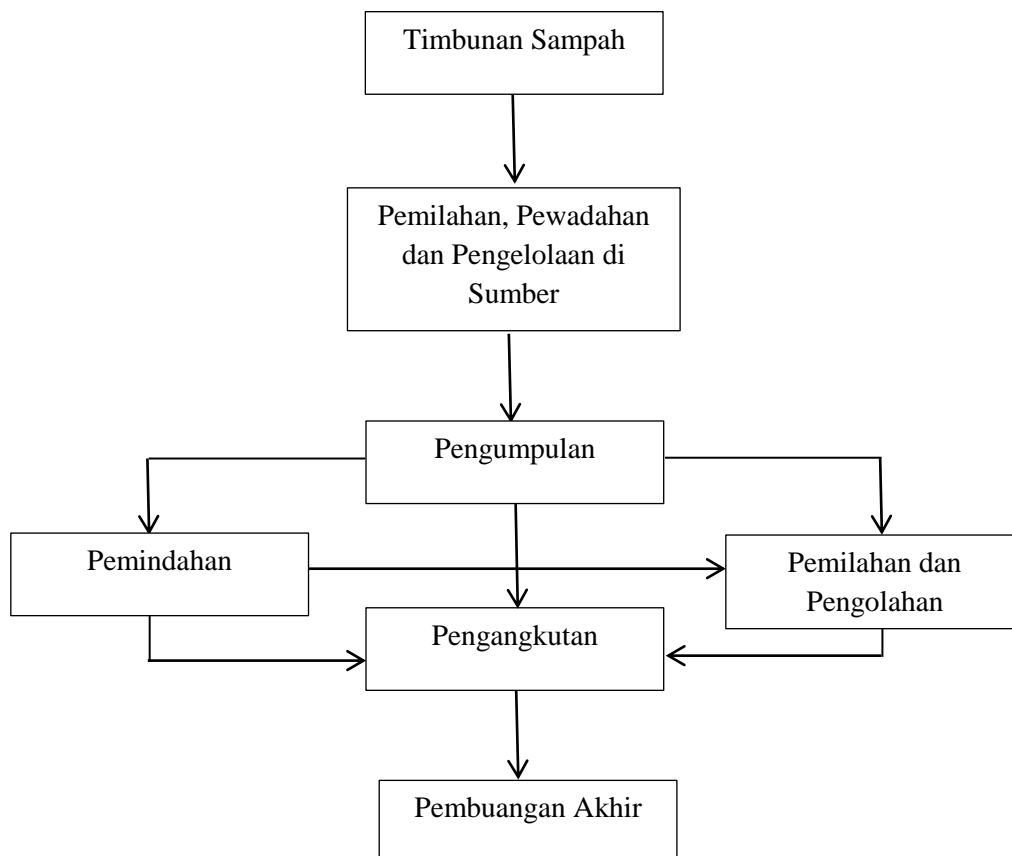 Timbunan Sampah
Pemilahan, Pewadahan
dan Pengelolaan di
Sumber
Pengumpulan
Pemindahan
Pemilahan dan
Pengolahan
Pengangkutan
Pembuangan Akhir